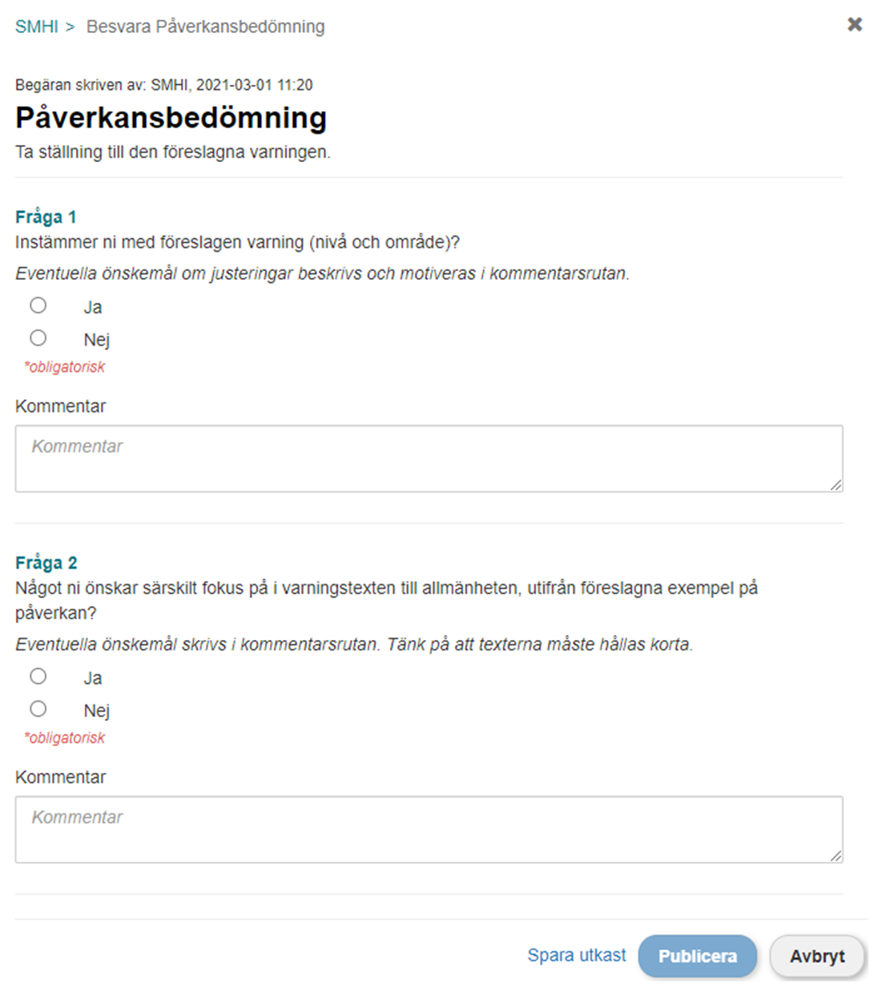 SMHI > Besvara Påverkansbedömning
Begäran skriven av: SMHI, 2021-03-01 11:20
Påverkansbedömning
Ta ställning till den föreslagna varningen.
Fråga 1
Instämmer ni med föreslagen varning (nivå och område)?
Eventuella önskemål om justeringar beskrivs och motiveras i kommentarsrutan.
Ja
Nej
*obligatorisk
Kommentar
Kommentar
Fråga 2
Något ni önskar särskilt fokus på i varningstexten till allmänheten, utifrån föreslagna exempel på
påverkan?
Eventuella önskemål skrivs i kommentarsrutan. Tänk på att texterna måste hållas korta.
Ja
Nej
*obligatorisk
Kommentar
Kommentar
Spara utkast Publicera Avbryt